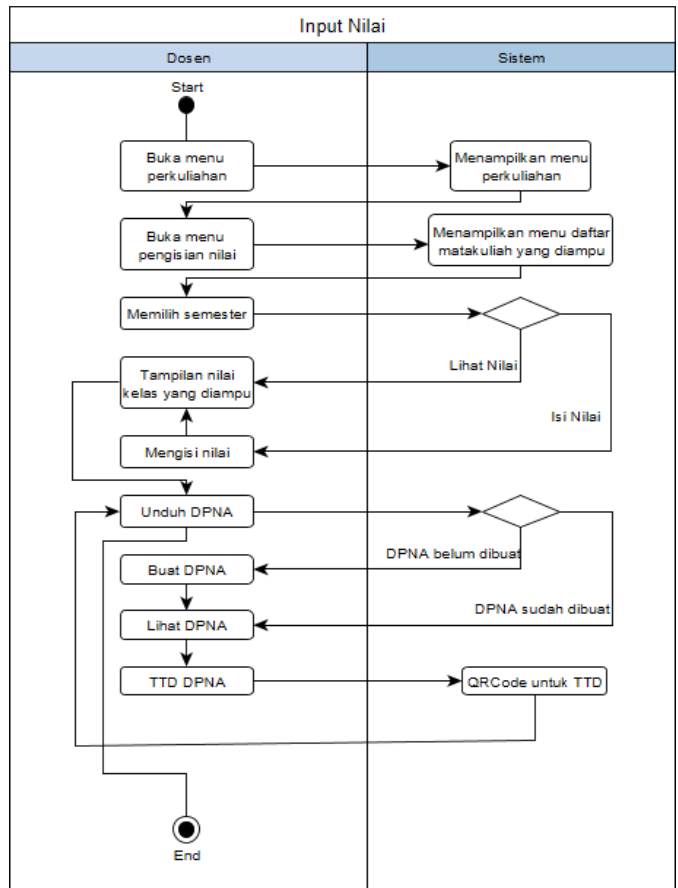 Input Nilai
Dosen
Sistem
Start
Buka menu
perkuliahan
Menampilkan menu
perkuliahan
Buka menu
pengisian nilai
Menampilkan menu daftar
matakuliah yang diampu
Memilih semester
Lihat Nilai
Tampilan nilai
kelas yang diampu
Isi Nilai
Mengisi nilai
Unduh DPNA
DPNA belum dibuat
Buat DPNA
DPNA sudah dibuat
Lihat DPNA
TTD DPNA
QRCode untuk TTD
End